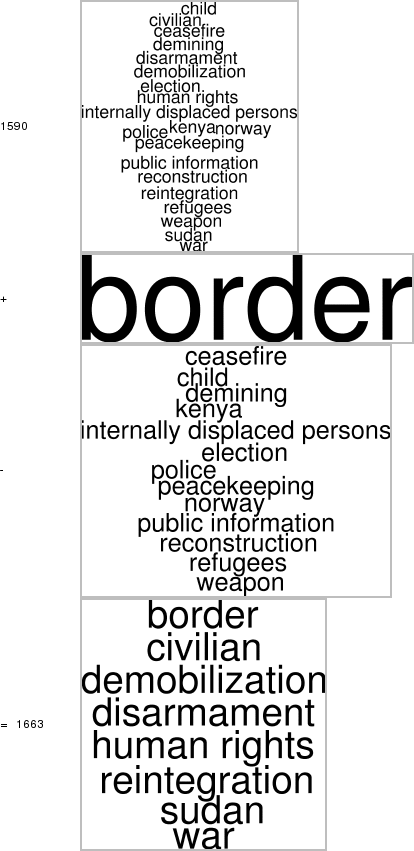 child
civilian
ceasefire
demining
disarmament
demobilization
election
human rights
internally displaced persons
1590
police kenya norway
peacekeeping
public information
reconstruction
reintegration
refugees
weapon
sudan
war
+
border
ceasefire
child
demining
kenya
internally displaced persons
election
-
police
peacekeeping
norway
public information
reconstruction
refugees
weapon
border
civilian
demobilization
disarmament
= 1663
human rights
reintegration
sudan
war